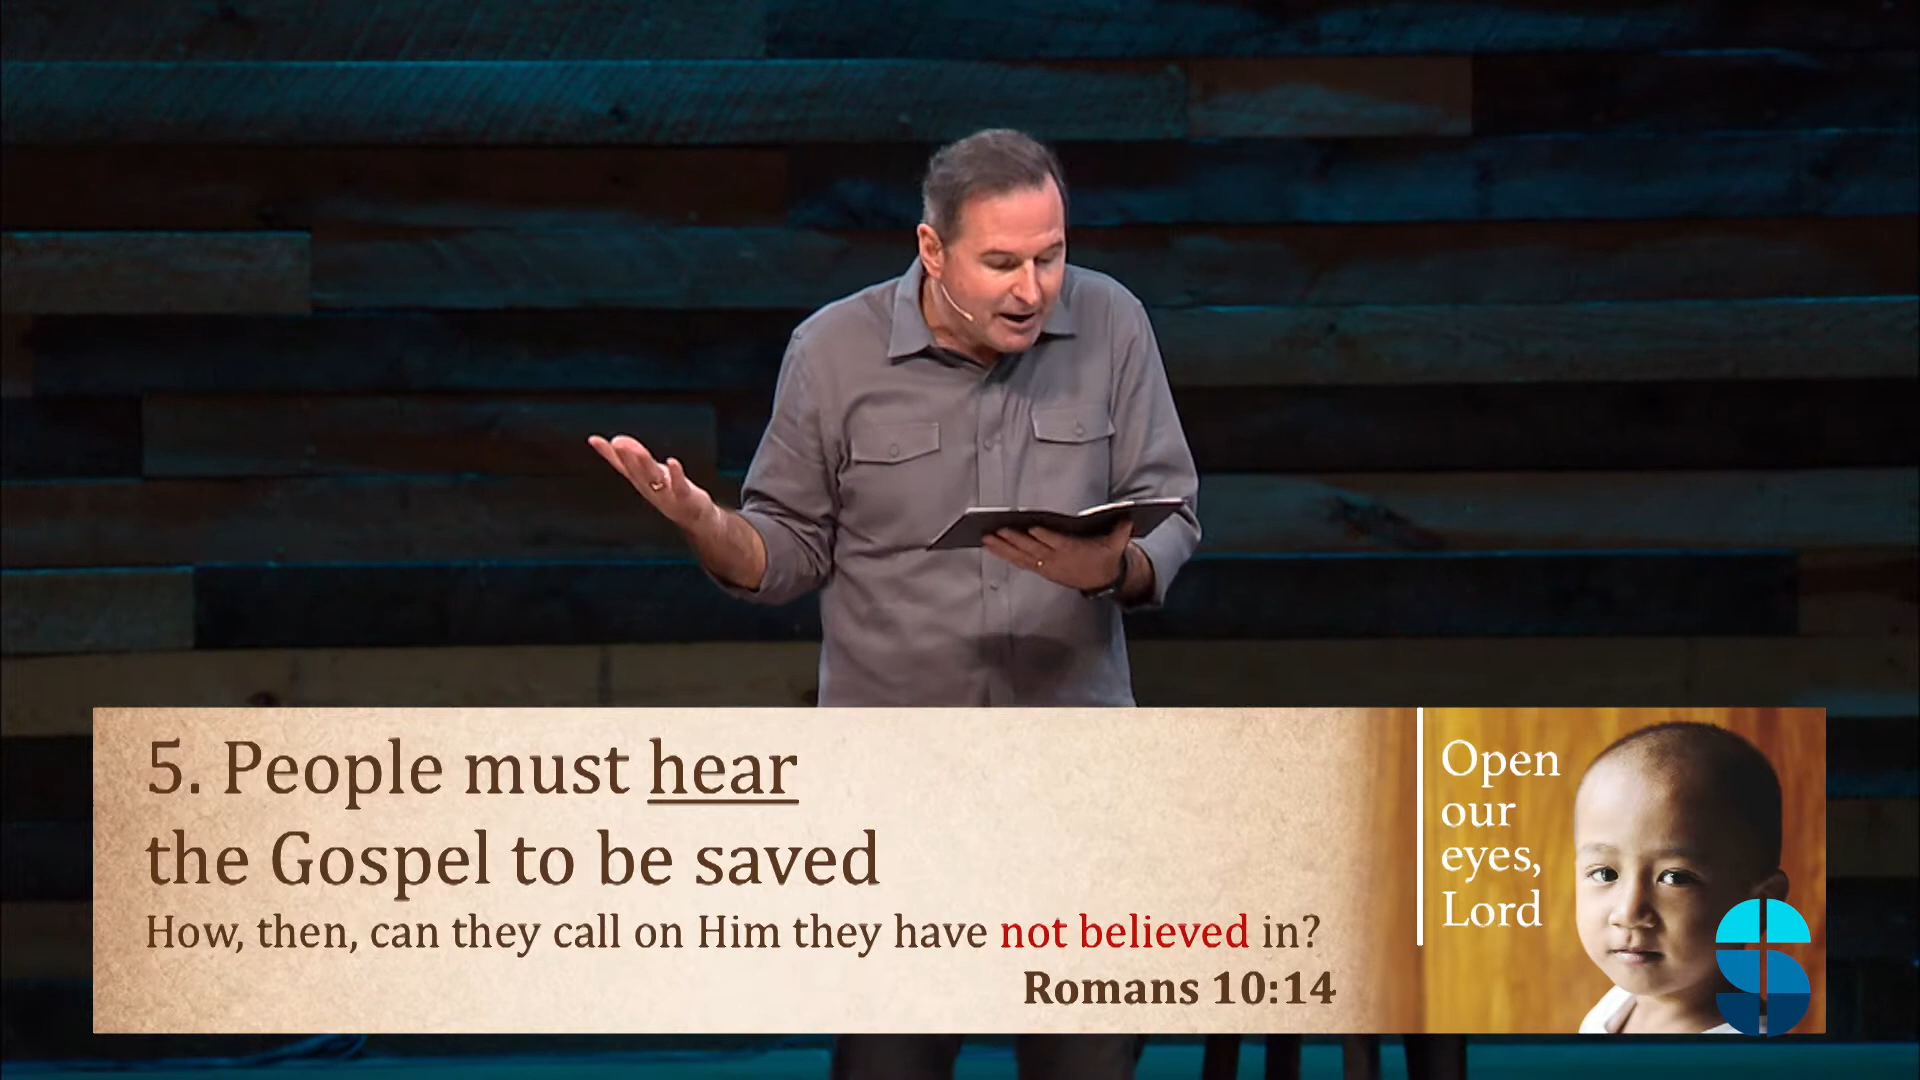 5. People must hear
the Gospel to be saved
How, then, can they call on Him they have not believed in?
Romans 10:14
Open
our
eyes,
Lord